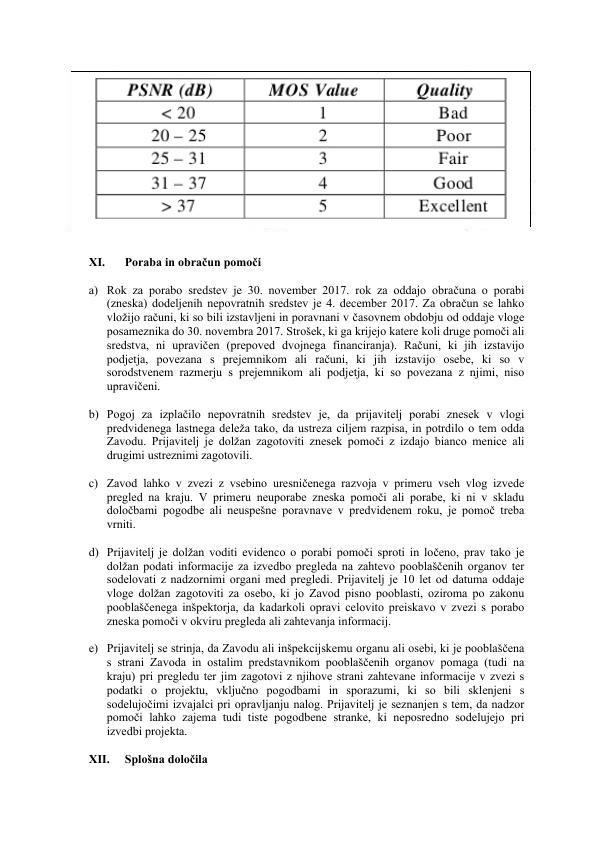 PSNR (dB) MOS Value Quality
< 20 1 Bad
20 – 25 2 Poor
25 – 31 3 Fair
31 – 37 4 Good
> 37 5 Excellent
XI. Poraba in obračun pomoči
a) Rok za porabo sredstev je 30. november 2017. rok za oddajo obračuna o porabi
(zneska) dodeljenih nepovratnih sredstev je 4. december 2017. Za obračun se lahko
vložijo računi, ki so bili izstavljeni in poravnani v časovnem obdobju od oddaje vloge
posameznika do 30. novembra 2017. Strošek, ki ga krijejo katere koli druge pomoči ali
sredstva, ni upravičen (prepoved dvojnega financiranja). Računi, ki jih izstavijo
podjetja, povezana s prejemnikom ali računi, ki jih izstavijo osebe, ki so v
sorodstvenem razmerju s prejemnikom ali podjetja, ki so povezana z njimi, niso
upravičeni.
b) Pogoj za izplačilo nepovratnih sredstev je, da prijavitelj porabi znesek v vlogi
predvidenega lastnega deleža tako, da ustreza ciljem razpisa, in potrdilo o tem odda
Zavodu. Prijavitelj je dolžan zagotoviti znesek pomoči z izdajo bianco menice ali
drugimi ustreznimi zagotovili.
c) Zavod lahko v zvezi z vsebino uresničenega razvoja v primeru vseh vlog izvede
pregled na kraju. V primeru neuporabe zneska pomoči ali porabe, ki ni v skladu
določbami pogodbe ali neuspešne poravnave v predvidenem roku, je pomoč treba
vrniti.
d) Prijavitelj je dolžan voditi evidenco o porabi pomoči sproti in ločeno, prav tako je
dolžan podati informacije za izvedbo pregleda na zahtevo pooblaščenih organov ter
sodelovati z nadzornimi organi med pregledi. Prijavitelj je 10 let od datuma oddaje
vloge dolžan zagotoviti za osebo, ki jo Zavod pisno pooblasti, oziroma po zakonu
pooblaščenega inšpektorja, da kadarkoli opravi celovito preiskavo v zvezi s porabo
zneska pomoči v okviru pregleda ali zahtevanja informacij.
e) Prijavitelj se strinja, da Zavodu ali inšpekcijskemu organu ali osebi, ki je pooblaščena
s strani Zavoda in ostalim predstavnikom pooblaščenih organov pomaga (tudi na
kraju) pri pregledu ter jim zagotovi z njihove strani zahtevane informacije v zvezi s
podatki o projektu, vključno pogodbami in sporazumi, ki so bili sklenjeni s
sodelujočimi izvajalci pri opravljanju nalog. Prijavitelj je seznanjen s tem, da nadzor
pomoči lahko zajema tudi tiste pogodbene stranke, ki neposredno sodelujejo pri
izvedbi projekta.
XII. Splošna določila